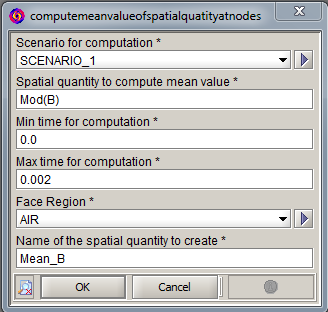 computemeanvalueofspatialquatityatnodes
Scenario for computation *
SCENARIO_1
Spatial quantity to compute mean value *
Mod(B)
Min time for computation *
0.0
Max time for computation *
0.002
Face Region *
AIR
Name of the spatial quantity to create *
Mean_B
OK Cancel